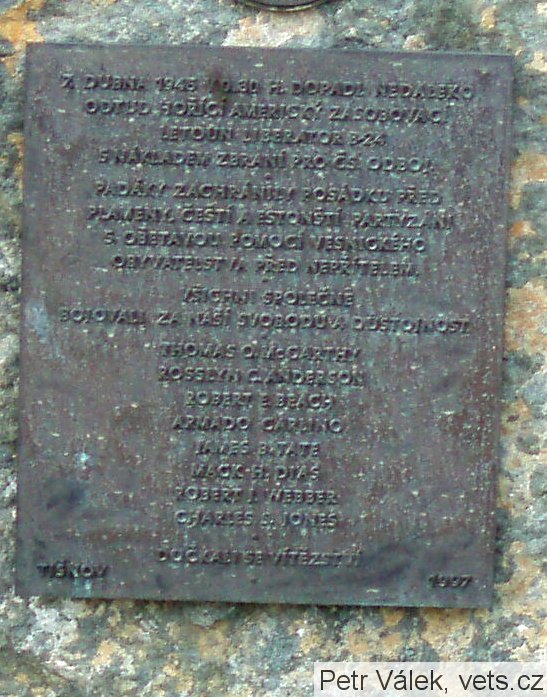 7. DUBNA 1945 V 0.30 H. DOPADL NEDALEKO
ODTUD HOŘÍCÍ AMERICKÝ ZÁSOBOVACÍ
LETOUN LIBERATOR B-24
S NÁKLADEM ZBRANÍ PRO ČS. ODBOJ.
PADÁKY ZACHRÁNILY POSÁDKU PŘED
PLAMENY, ČEŠTÍ A ESTONŠTÍ PARTYZÁNI
S OBĚTAVOU POMOCÍ VESNICKÉHO
OBYVATELSTVA PŘED NEPŘÍTELEM.
VŠICHNI SPOLEČNĚ
BOJOVALI ZA NAŠI SVOBODU A DŮSTOJNOST.
THOMAS O. McCARTHY
ROSSELYN C. ANDERSON
ROBERT E. BEACH
ARMADO CARLINO
JAMES B. TATE
MACK H. DIAS
ROBERT J. WEBBER
CHARLES S. JONES
DOČKALI SE VÍTĚZSTVÍ
TIŠNOV 1997
Petr Válek, vets.cz